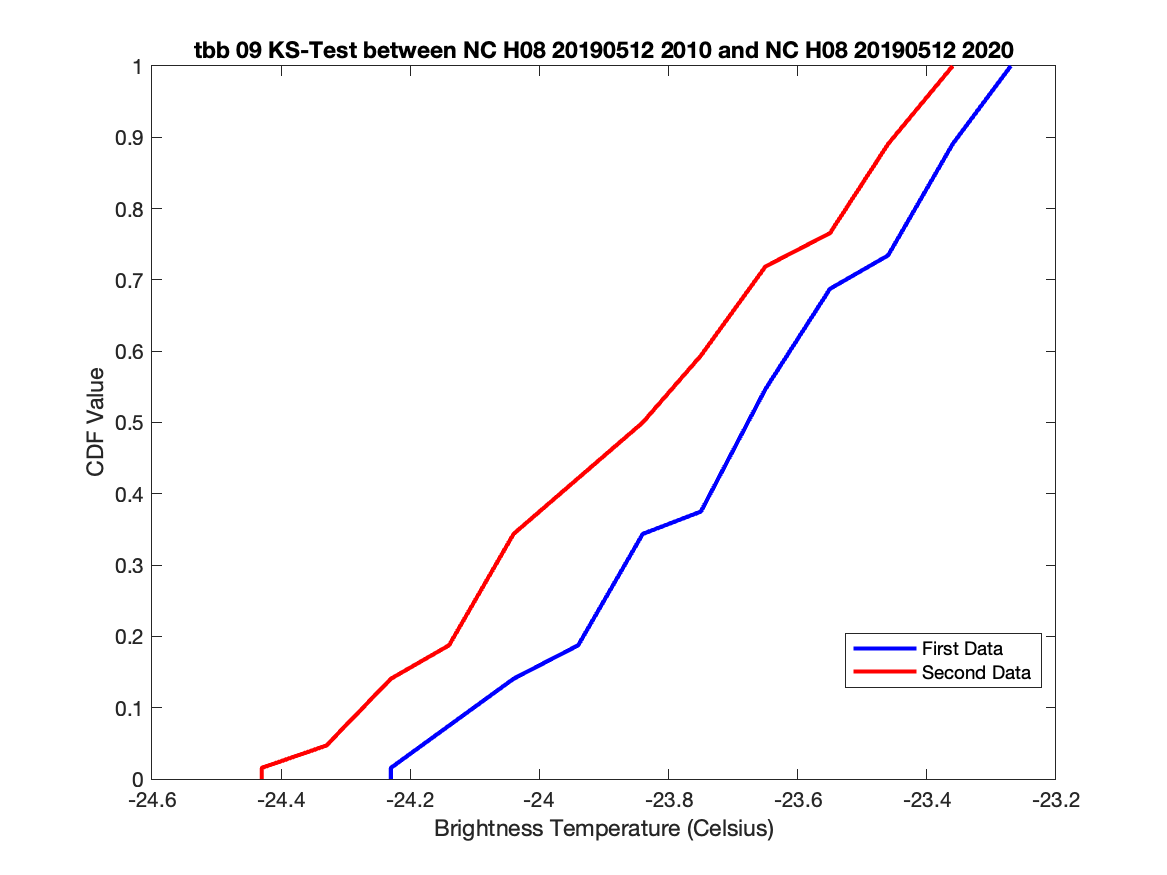 tbb 09 KS-Test between NC H08 20190512 2010 and NC H08 20190512 2020
1
0.9
0.8
0.7
0.6
0.5
0.4
0.3
0.2
0.1
0
CDF Value
First Data
Second Data
-24.6 -24.4 -24.2 -24 -23.8 -23.6 -23.4 -23.2
Brightness Temperature (Celsius)